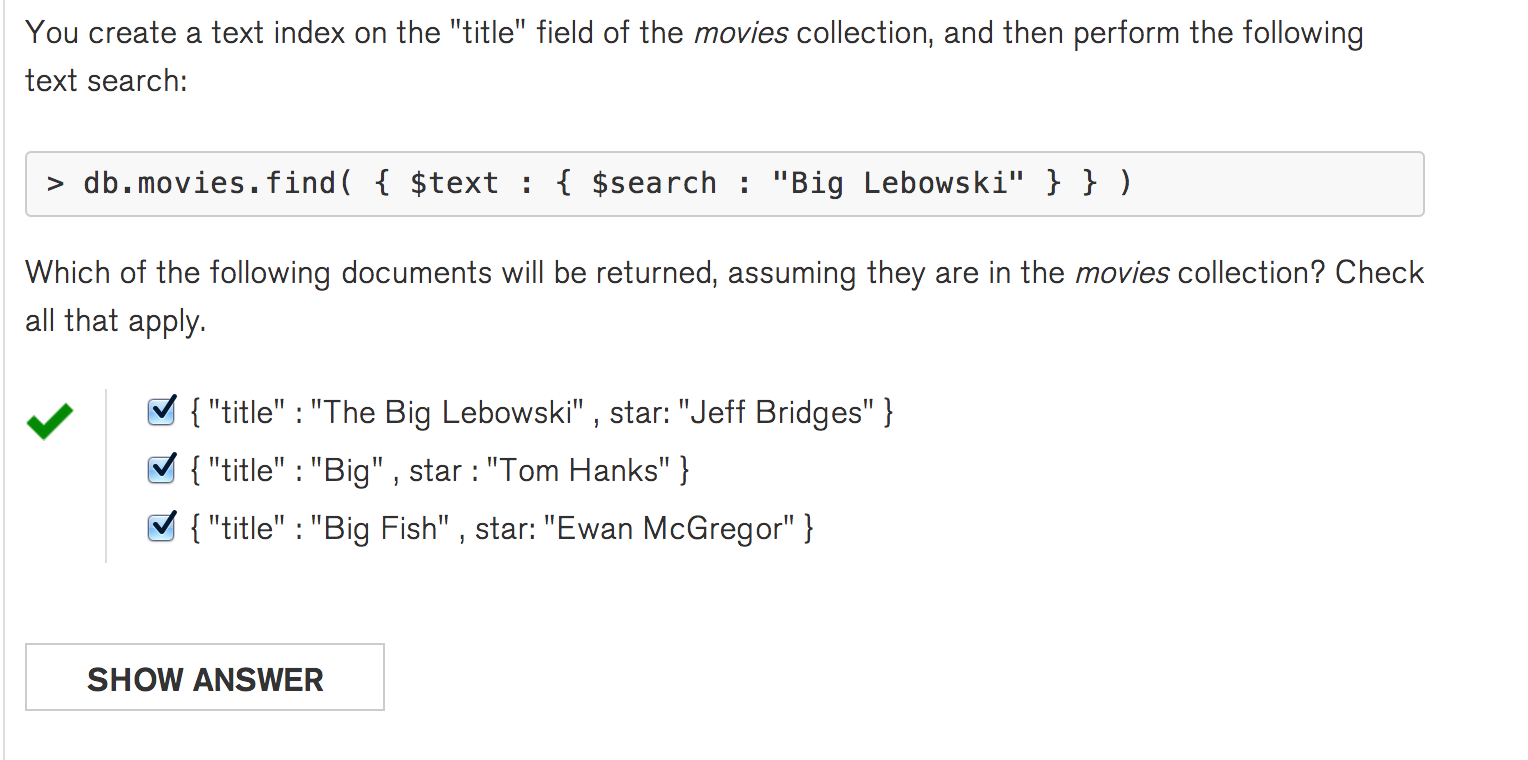 You create a text index on the "title" field of the movies collection, and then perform the following
text search:
> db.movies.find( { $text : { $search : "Big Lebowski" } } )
Which of the following documents will be returned, assuming they are in the movies collection? Check
all that apply.
{ "title" : "The Big Lebowski" , star: "Jeff Bridges" }
{ "title" : "Big" , star : "Tom Hanks" }
{ "title" : "Big Fish" , star: "Ewan McGregor" }
SHOW ANSWER